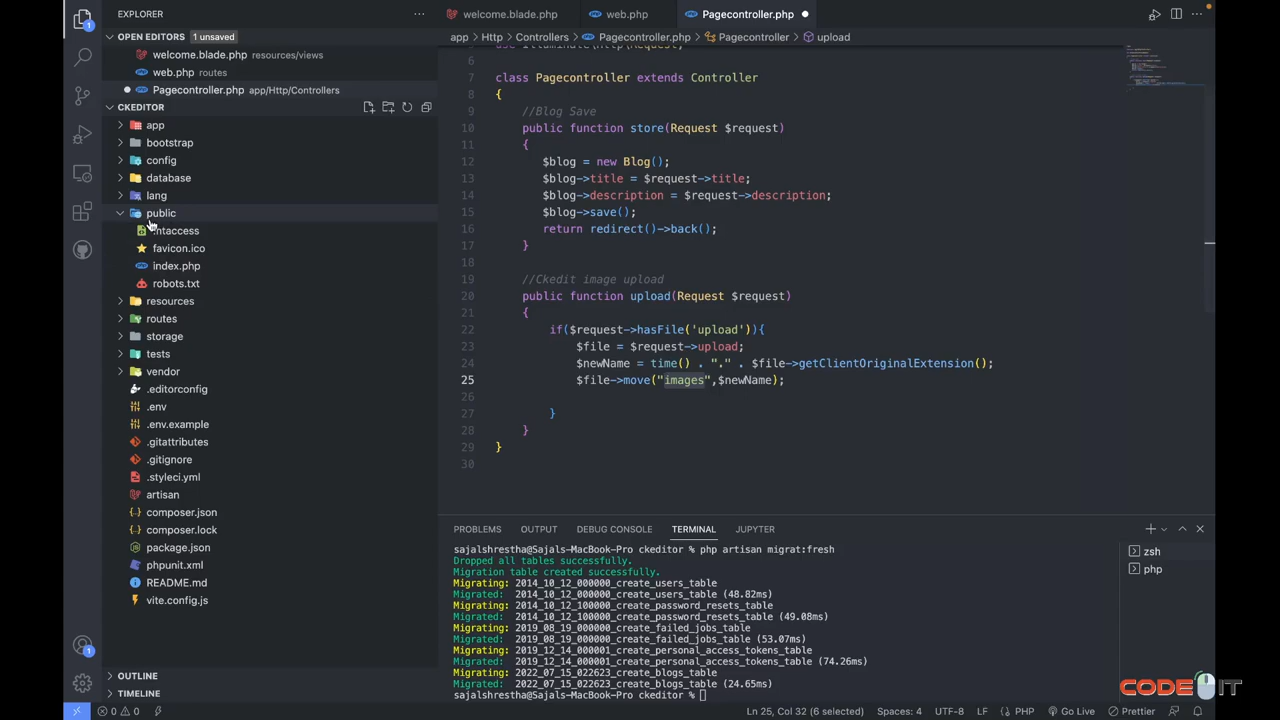 EXPLORER
OPEN EDITORS 1 unsaved
welcome.blade.php resources/views
web.php routes
Pagecontroller.php app/Http/Controllers
CKEDITOR
app
bootstrap
config
database
lang
public
.htaccess
favicon.ico
index.php
robots.txt
resources
routes
storage
tests
vendor
.editorconfig
.env
.env.example
.gitattributes
.gitignore
.styleci.yml
artisan
composer.json
composer.lock
package.json
phpunit.xml
README.md
vite.config.js
OUTLINE
TIMELINE
1
1
welcome.blade.php web.php Pagecontroller.php
app > Http > Controllers > Pagecontroller.php > Pagecontroller > upload
6
7 class Pagecontroller extends Controller
8 {
9 //Blog Save
10 public function store(Request $request)
11 {
12 $blog = new Blog();
13 $blog->title = $request->title;
14 $blog->description = $request->description;
15 $blog->save();
16 return redirect()->back();
17 }
18
19 //Ckedit image upload
20 public function upload(Request $request)
21 {
22 if($request->hasFile('upload')){
23 $file = $request->upload;
24 $newName = time() . "." . $file->getClientOriginalExtension();
25 $file->move("images",$newName);
26
27 }
28 }
29 }
30
PROBLEMS OUTPUT DEBUG CONSOLE TERMINAL JUPYTER
sajalshrestha@Sajals-MacBook-Pro ckeditor % php artisan migrat:fresh
Dropped all tables successfully.
Migration table created successfully.
Migrating: 2014_10_12_000000_create_users_table
Migrated: 2014_10_12_000000_create_users_table (48.82ms)
Migrating: 2014_10_12_100000_create_password_resets_table
Migrated: 2014_10_12_100000_create_password_resets_table (49.08ms)
Migrating: 2019_08_19_000000_create_failed_jobs_table
Migrated: 2019_08_19_000000_create_failed_jobs_table (53.07ms)
Migrating: 2019_12_14_000001_create_personal_access_tokens_table
Migrated: 2019_12_14_000001_create_personal_access_tokens_table (74.26ms)
Migrating: 2022_07_15_022623_create_blogs_table
Migrated: 2022_07_15_022623_create_blogs_table (24.65ms)
sajalshrestha@Sajals-MacBook-Pro ckeditor %
zsh
php
CODE IT
0 0 Ln 25, Col 32 (6 selected) Spaces: 4 UTF-8 LF PHP Go Live Prettier